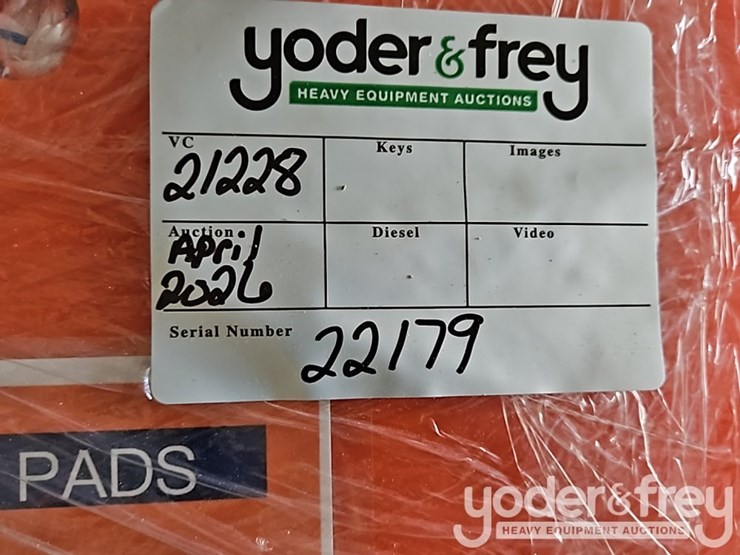 yoder&frey
HEAVY EQUIPMENT AUCTIONS
VC Keys Images
21228
Auction Diesel Video
April
2026
Serial Number 22179
PADS
yoder&frey
HEAVY EQUIPMENT AUCTIONS